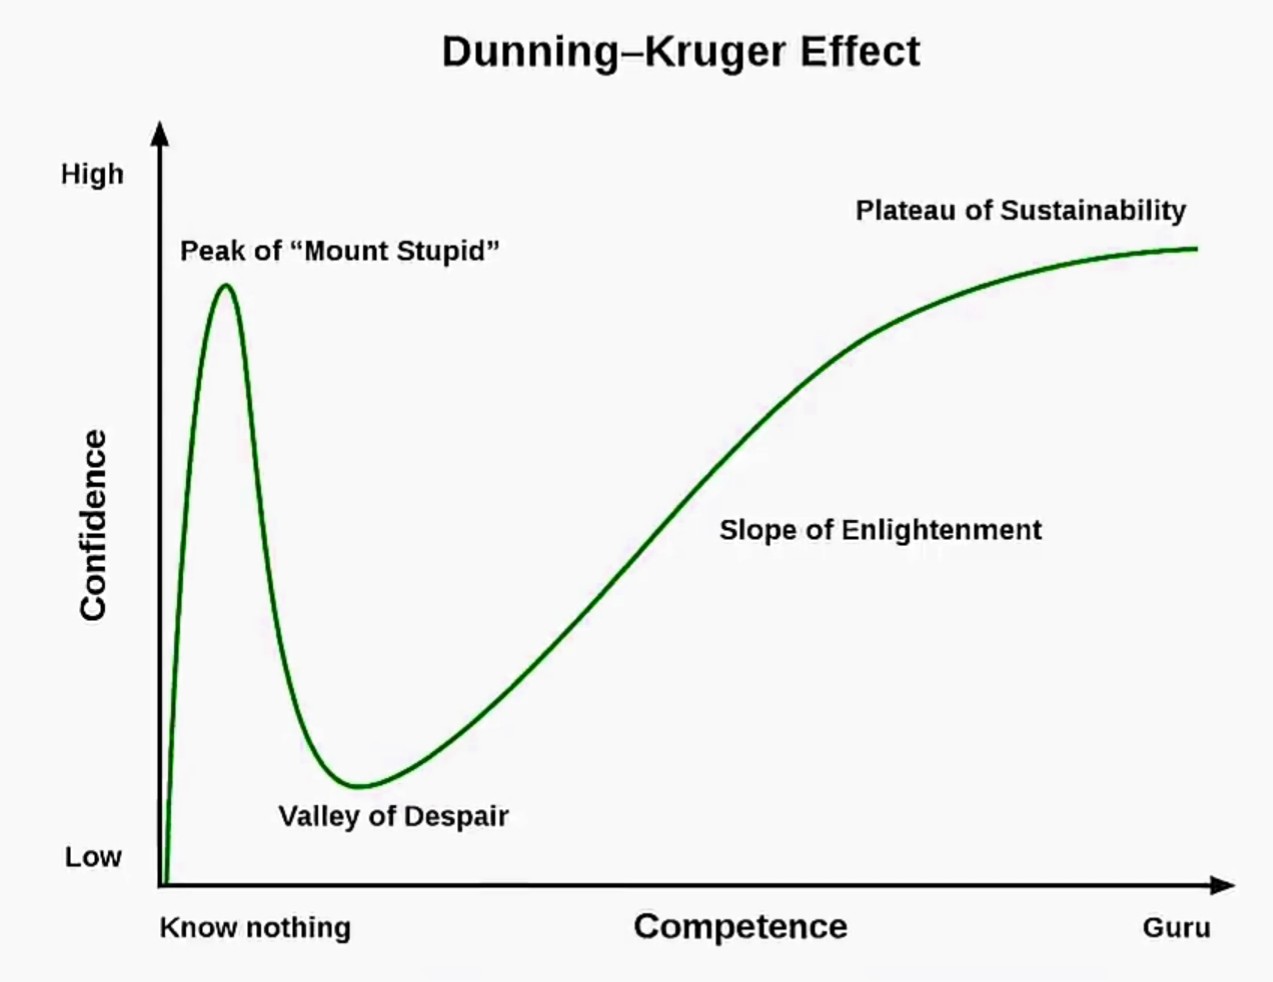 Dunning–Kruger Effect
High
Plateau of Sustainability
Peak of “Mount Stupid”
Confidence
Slope of Enlightenment
Valley of Despair
Low
Know nothing
Competence
Guru